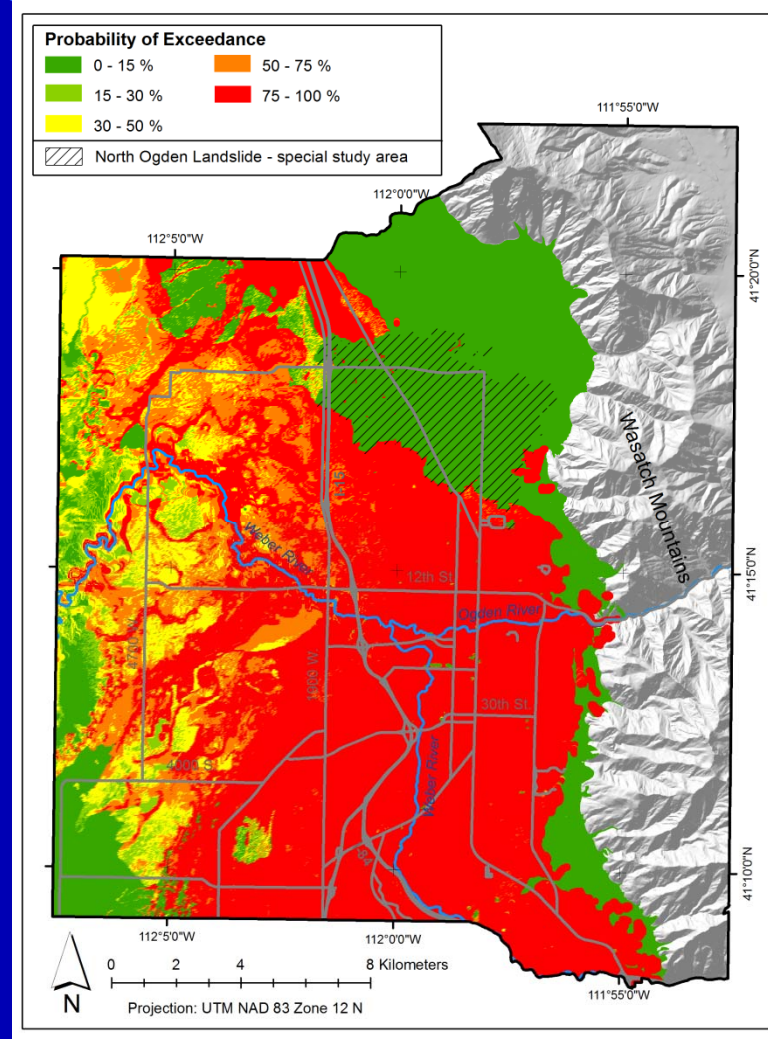 Probability of Exceedance
0 - 15 %
50 - 75 %
15 - 30 %
75 - 100 %
30 - 50 %
North Ogden Landslide - special study area
111°55'0"W
112°0'0"W
112°5'0"W
41°20'0"N
Wasatch Mountains
I-15
Weber River
41°15'0"N
12th St.
Ogden River
4700 W.
1900 W.
30th St.
Weber River
4000 S.
I-84
41°10'0"N
112°5'0"W
112°0'0"W
111°55'0"W
N
0 2 4 8 Kilometers
Projection: UTM NAD 83 Zone 12 N